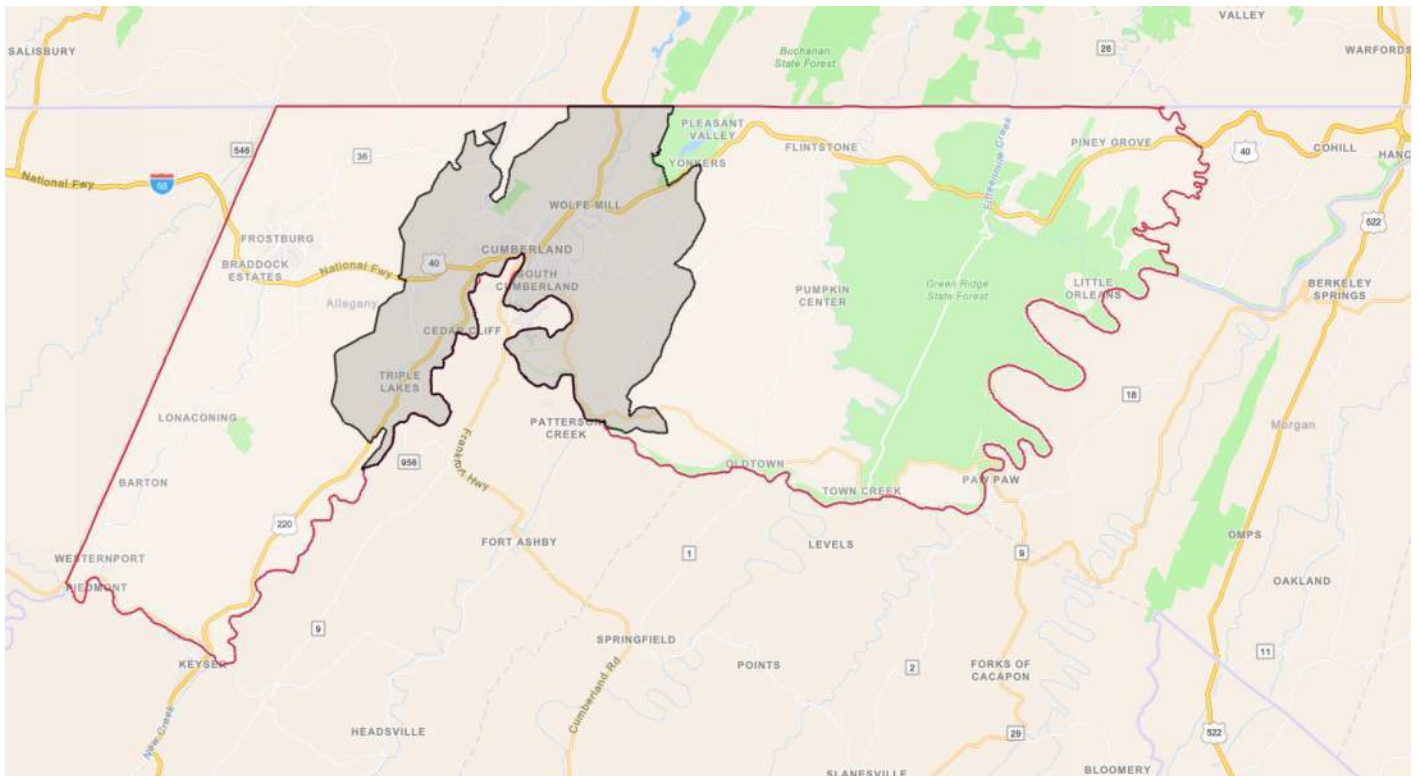 VALLEY
SALISBURY
26
WARFORDS
Buchanan
State Forest
PLEASANT
VALLEY
546
36
FLINTSTONE
PINEY GROVE
40
COHILL
HANC
YONKERS
National Fwy
68
Fifteenmile Creek
WOLFE MILL
522
FROSTBURG
CUMBERLAND
BRADDOCK
ESTATES
National Fwy
40
SOUTH
CUMBERLAND
Allegany
PUMPKIN
CENTER
Green Ridge
State Forest
LITTLE
ORLEANS
BERKELEY
SPRINGS
CEDAR CLIFF
TRIPLE
LAKES
LONACONING
18
Morgan
PATTERSON
CREEK
Frankfort Hwy
956
OLDTOWN
BARTON
TOWN CREEK
PAW PAW
220
WESTERNPORT
PIEDMONT
FORT ASHBY
1
LEVELS
9
OMPS
OAKLAND
9
SPRINGFIELD
KEYSER
POINTS
2
FORKS OF
CACAPON
11
Cumberland Rd
New Creek
HEADSVILLE
29
522
SLANESVILLE
BLOOMERY